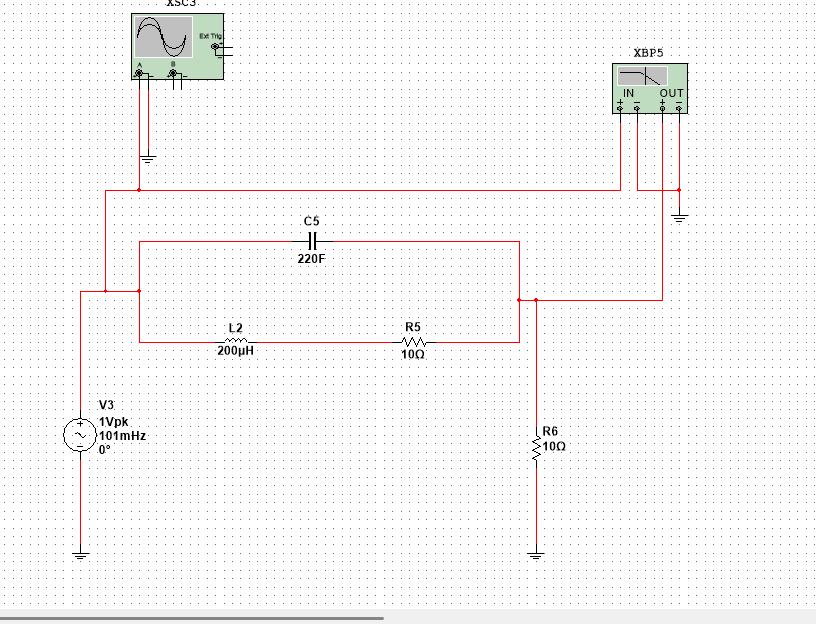 XSC3
Ext Trig
+
−
A
B
+ − + −
XBP5
IN OUT
+ − + −
C5
220F
L2
200µH
R5
10Ω
V3
1Vpk
101mHz
0°
+
−
R6
10Ω